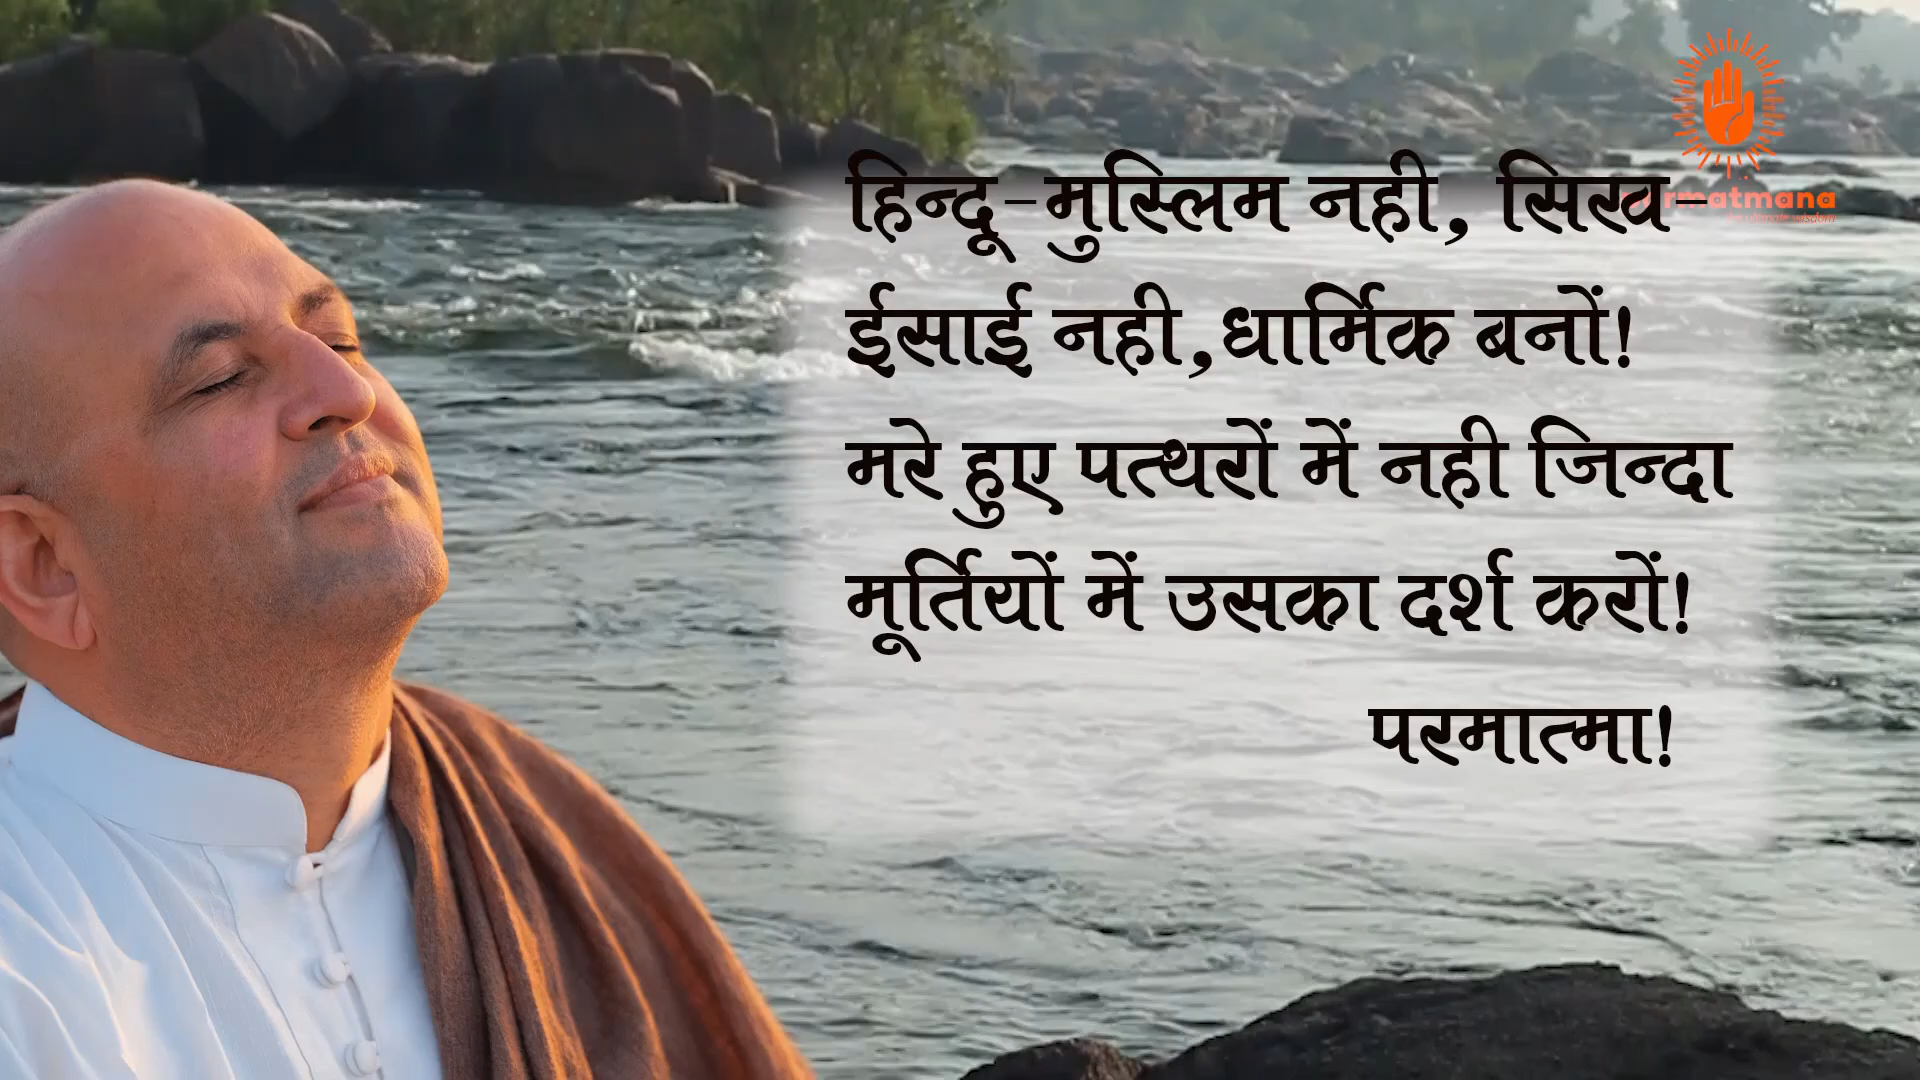 हिन्दू-मुस्लिम नही, सिख-
ईसाई नही,धार्मिक बनों!
मरे हुए पत्थरों में नही जिन्दा
मूर्तियों में उसका दर्श करों!
परमात्मा!